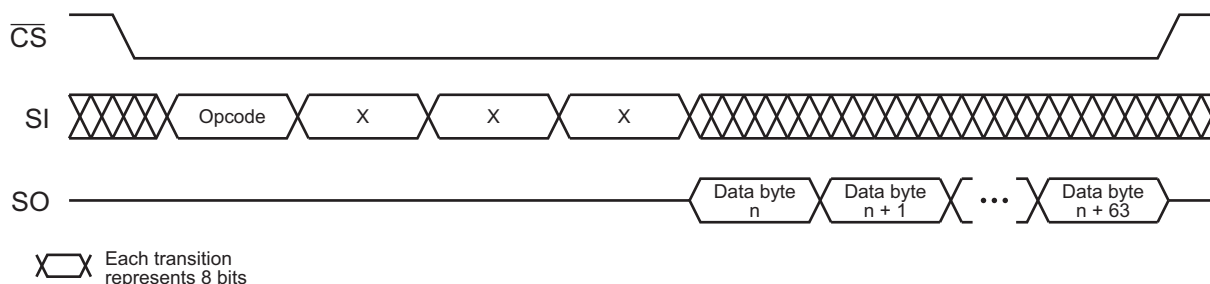 CS
SI
Opcode
X
X
X
SO
Data byte
n
Data byte
n + 1
•••
Data byte
n + 63
Each transition
represents 8 bits